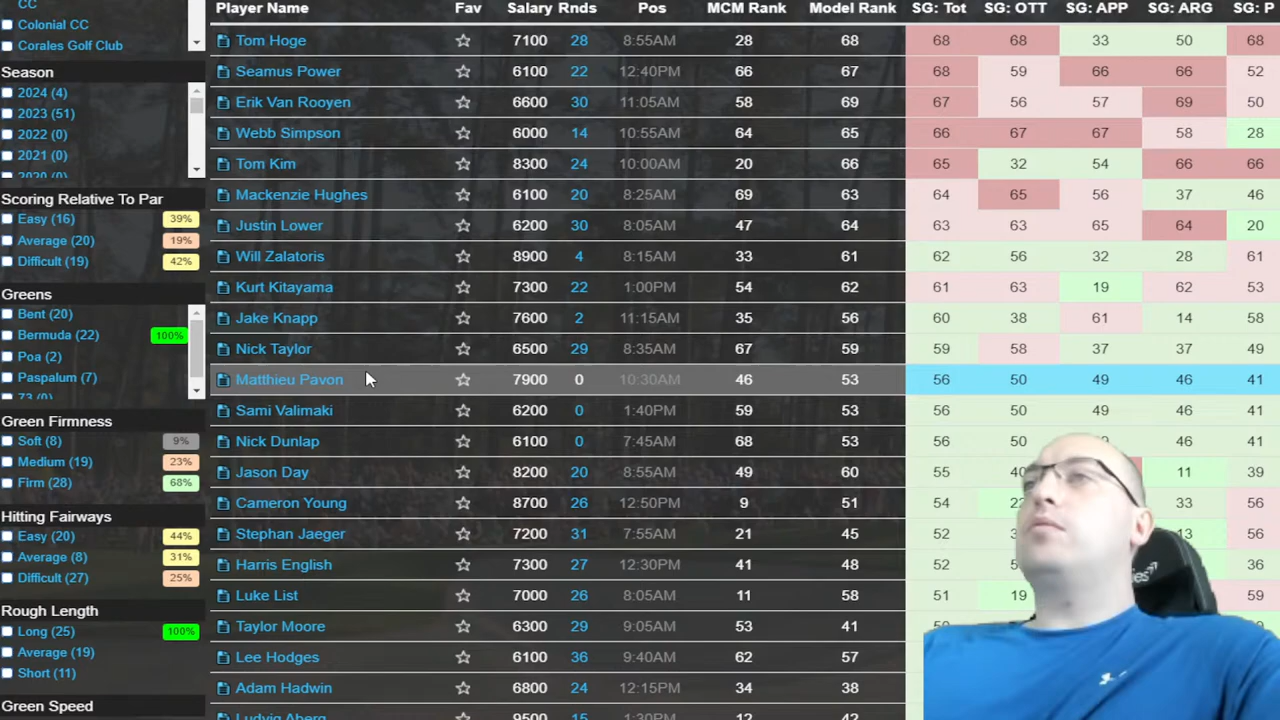 CC
Colonial CC
Corales Golf Club
Season
2024 (4)
2023 (51)
2022 (0)
2021 (0)
2020 (0)
Scoring Relative To Par
Easy (16) 39%
Average (20) 19%
Difficult (19) 42%
Greens
Bent (20)
Bermuda (22) 100%
Poa (2)
Paspalum (7)
Green Firmness
Soft (8) 9%
Medium (19) 23%
Firm (28) 68%
Hitting Fairways
Easy (20) 44%
Average (8) 31%
Difficult (27) 25%
Rough Length
Long (25) 100%
Average (19)
Short (11)
Green Speed
Player Name Fav Salary Rnds Pos MCM Rank Model Rank SG: Tot SG: OTT SG: APP SG: ARG SG: P
Tom Hoge 7100 28 8:55AM 28 68 68 68 33 50 68
Seamus Power 6100 22 12:40PM 66 67 68 59 66 66 52
Erik Van Rooyen 6600 30 11:05AM 58 69 67 56 57 69 50
Webb Simpson 6000 14 10:55AM 64 65 66 67 67 58 28
Tom Kim 8300 24 10:00AM 20 66 65 32 54 66 66
Mackenzie Hughes 6100 20 8:25AM 69 63 64 65 56 37 46
Justin Lower 6200 30 8:05AM 47 64 63 63 65 64 20
Will Zalatoris 8900 4 8:15AM 33 61 62 56 32 28 61
Kurt Kitayama 7300 22 1:00PM 54 62 61 63 19 62 53
Jake Knapp 7600 2 11:15AM 35 56 60 38 61 14 58
Nick Taylor 6500 29 8:35AM 67 59 59 58 37 37 49
Matthieu Pavon 7900 0 10:30AM 46 53 56 50 49 46 41
Sami Valimaki 6200 0 1:40PM 59 53 56 50 49 46 41
Nick Dunlap 6100 0 7:45AM 68 53 56 50 46 41
Jason Day 8200 20 8:55AM 49 60 55 11 39
Cameron Young 8700 26 12:50PM 9 51 54 33 56
Stephan Jaeger 7200 31 7:55AM 21 45 52 13 56
Harris English 7300 27 12:30PM 41 48 52 36
Luke List 7000 26 8:05AM 11 58 51 19 59
Taylor Moore 6300 29 9:05AM 53 41
Lee Hodges 6100 36 9:40AM 62 57
Adam Hadwin 6800 24 12:15PM 34 38
Ludvig Aberg 9500 15 1:30PM 12 42